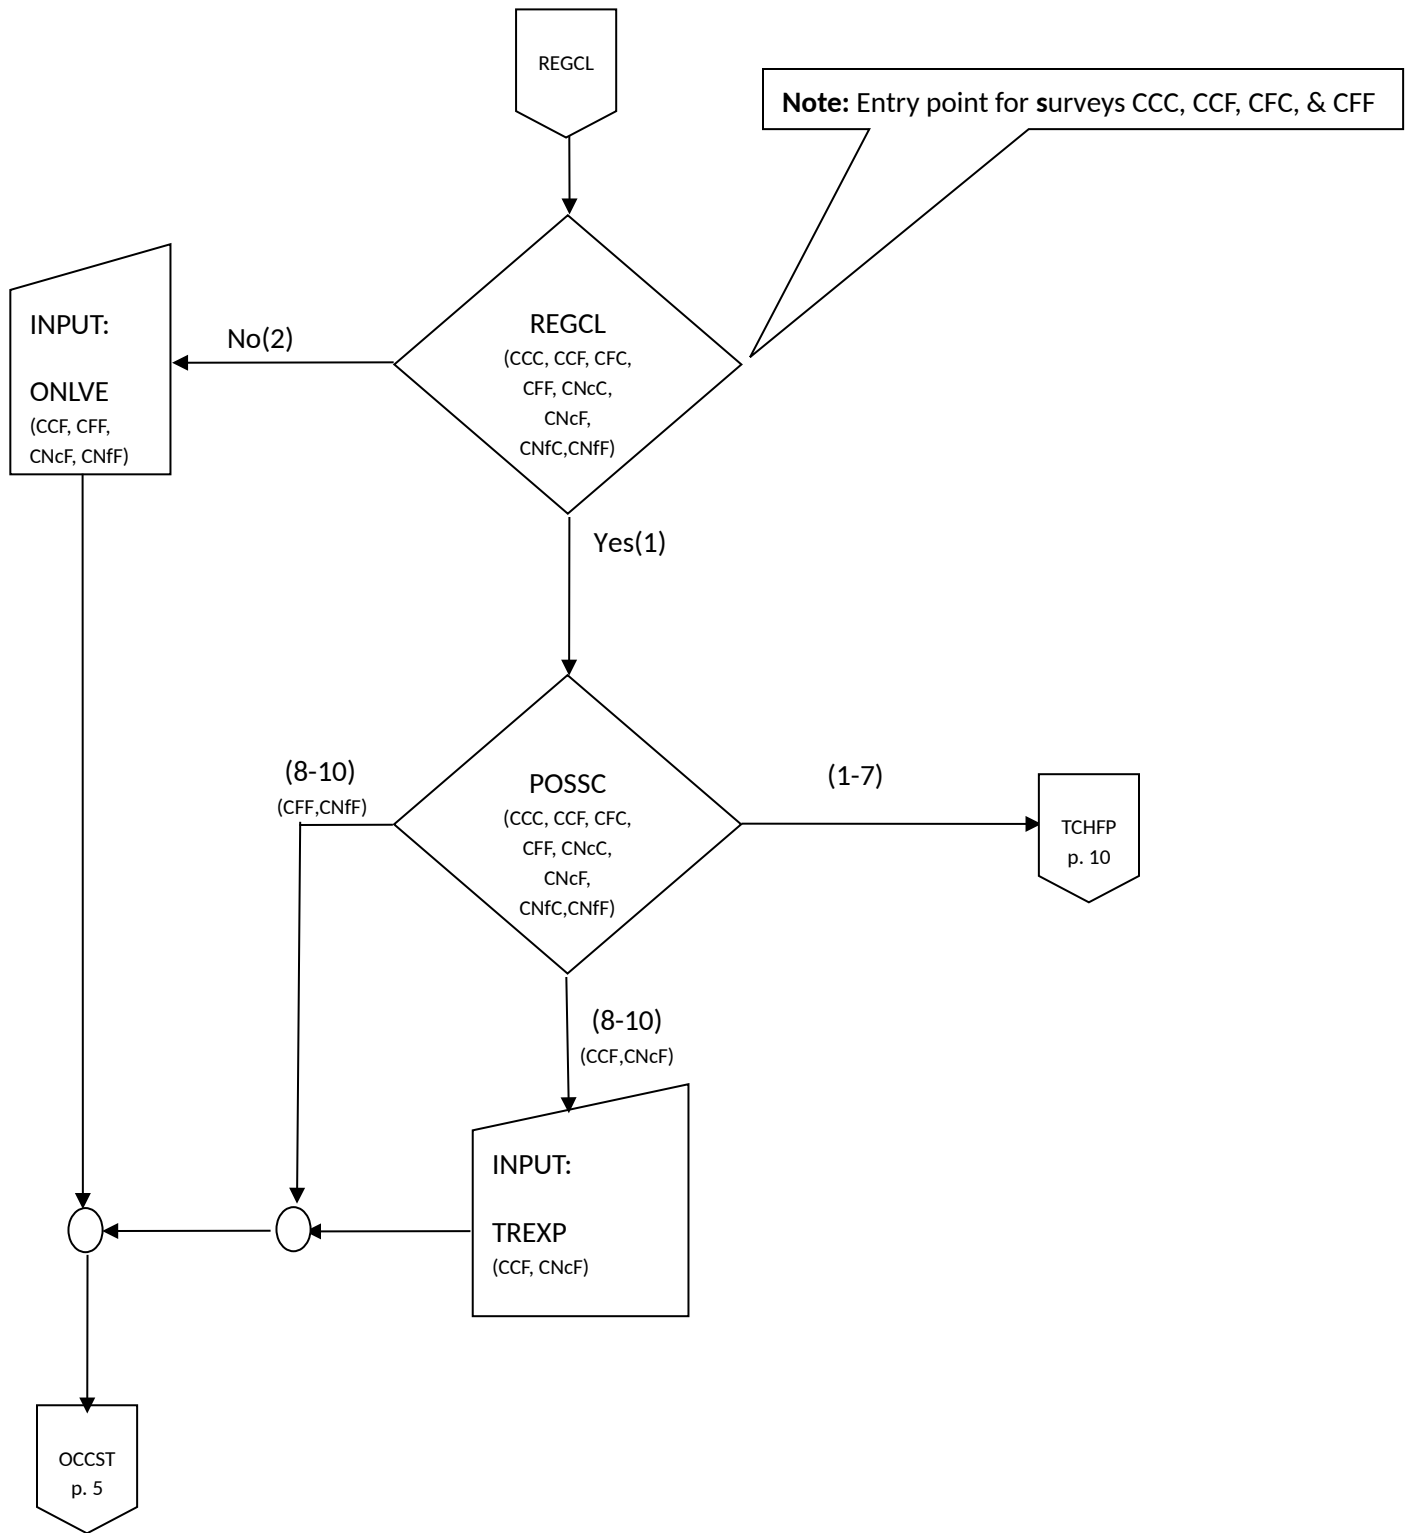 REGCL
Note: Entry point for surveys CCC, CCF, CFC, & CFF
REGCL
(CCC, CCF, CFC,
CFF, CNcC,
CNcF,
CNfC,CNfF)
No(2)
INPUT:
ONLVE
(CCF, CFF,
CNcF, CNfF)
Yes(1)
POSSC
(CCC, CCF, CFC,
CFF, CNcC,
CNcF,
CNfC,CNfF)
(8-10)
(CFF,CNfF)
(1-7)
TCHFP
p. 10
(8-10)
(CCF,CNcF)
INPUT:
TREXP
(CCF, CNcF)
OCCST
p. 5